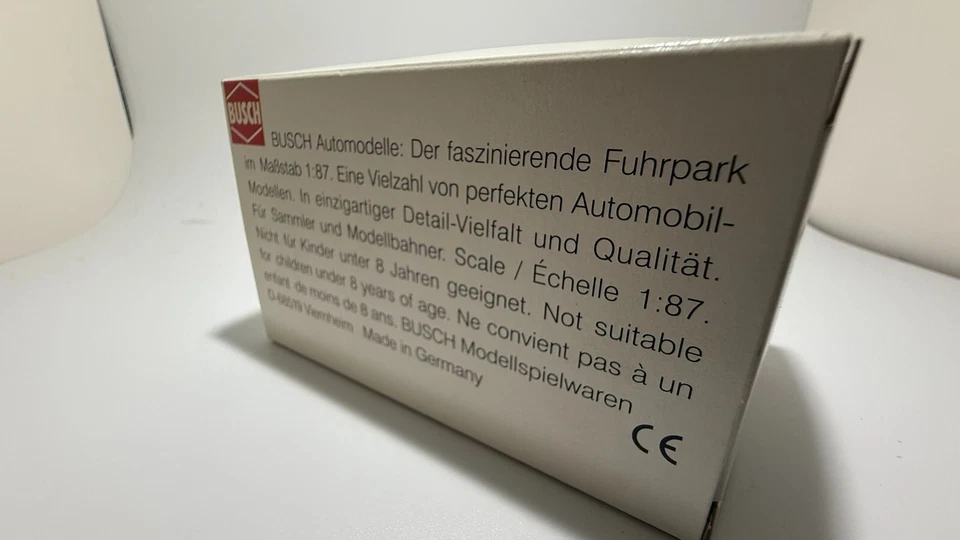 BUSCH
BUSCH Automodelle: Der faszinierende Fuhrpark
im Maßstab 1:87. Eine Vielzahl von perfekten Automobil-
Modellen. In einzigartiger Detail-Vielfalt und Qualität.
Für Sammler und Modellbahner. Scale / Échelle 1:87.
Nicht für Kinder unter 8 Jahren geeignet. Not suitable
for children under 8 years of age. Ne convient pas à un
enfant de moins de 8 ans. BUSCH Modellspielwaren
D-68519 Viernheim Made in Germany
CE